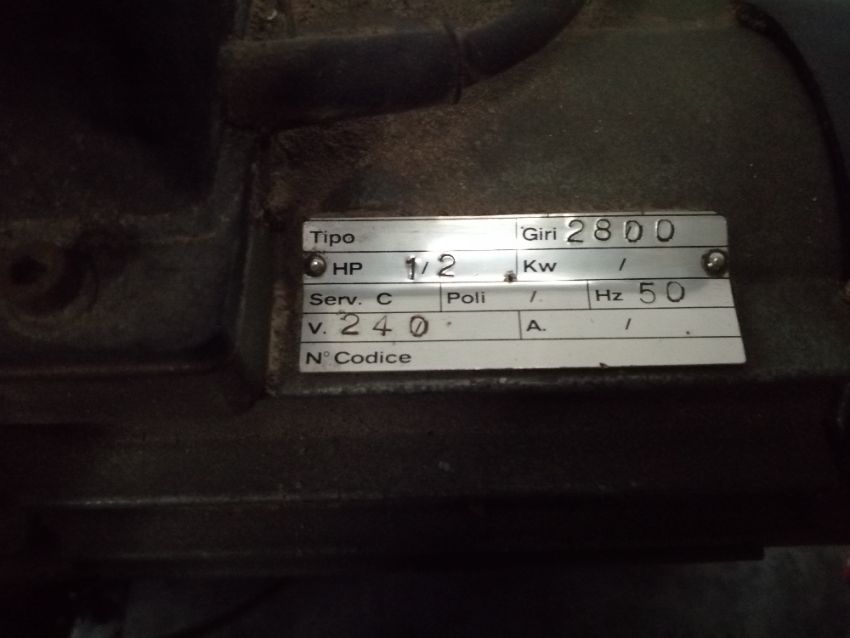 Tipo Giri 2800
HP 1/2 Kw /
Serv. C Poli / Hz 50
V. 240 A. /
N° Codice